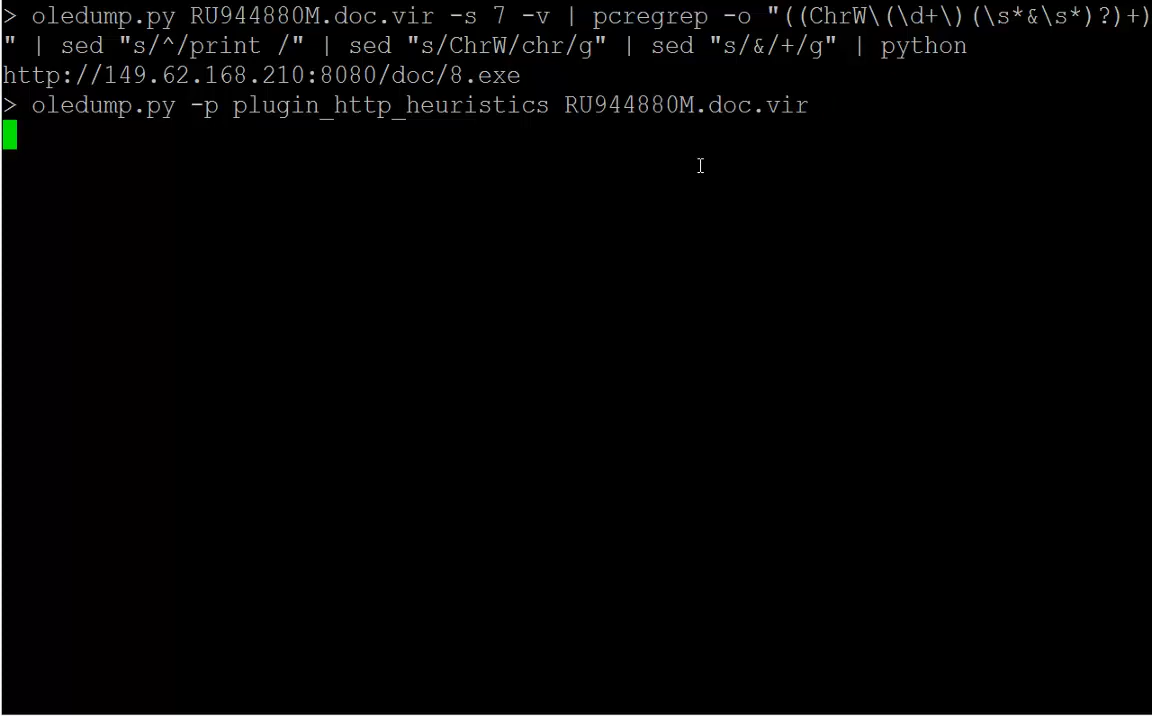 > oledump.py RU944880M.doc.vir -s 7 -v | pcregrep -o "((ChrW\(\d+\)(\s*&\s*)?)+)
" | sed "s/^/print /" | sed "s/ChrW/chr/g" | sed "s/&/+/g" | python
http://149.62.168.210:8080/doc/8.exe
> oledump.py -p plugin_http_heuristics RU944880M.doc.vir